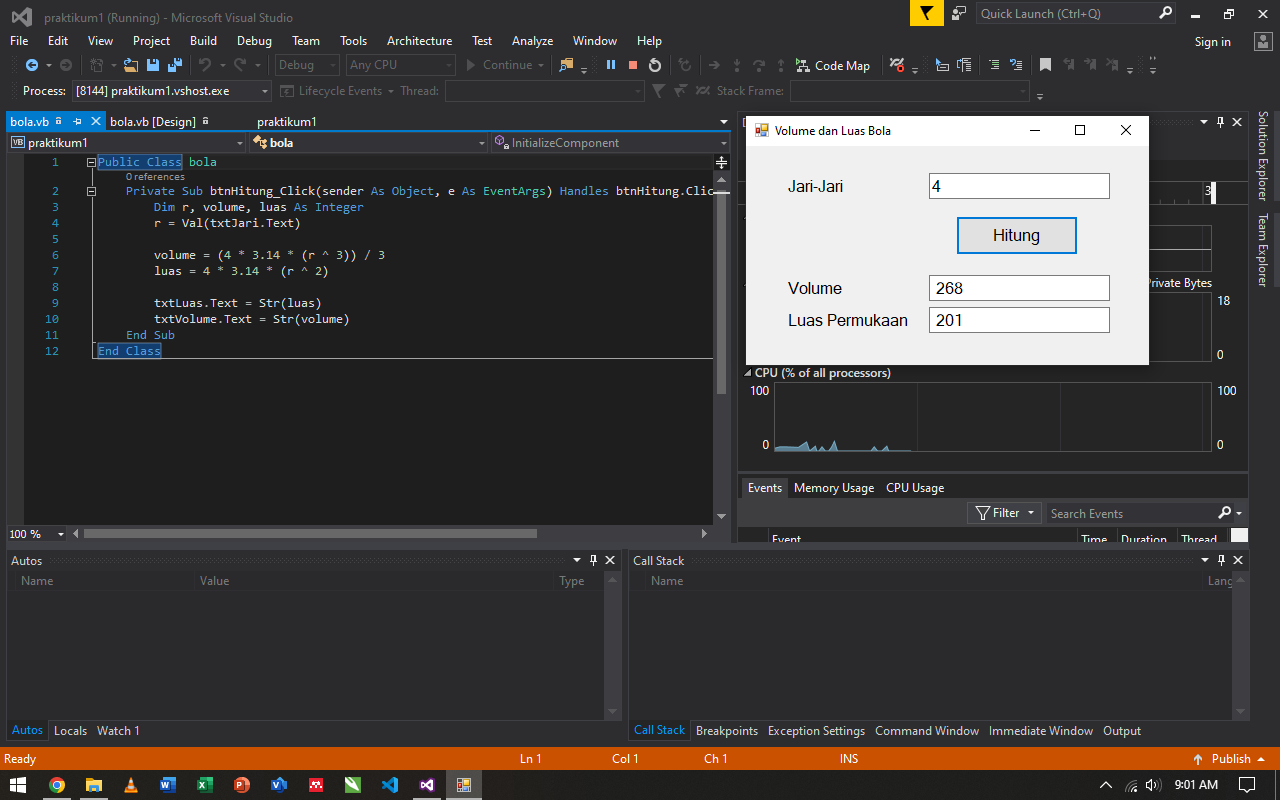 praktikum1 (Running) - Microsoft Visual Studio
Quick Launch (Ctrl+Q)
File Edit View Project Build Debug Team Tools Architecture Test Analyze Window Help
Sign in
Debug Any CPU Continue Code Map
Process: [8144] praktikum1.vshost.exe Lifecycle Events Thread: Stack Frame:
bola.vb bola.vb [Design] praktikum1
VB praktikum1 bola InitializeComponent
1 Public Class bola
0 references
2 Private Sub btnHitung_Click(sender As Object, e As EventArgs) Handles btnHitung.Clic
3 Dim r, volume, luas As Integer
4 r = Val(txtJari.Text)
5
6 volume = (4 * 3.14 * (r ^ 3)) / 3
7 luas = 4 * 3.14 * (r ^ 2)
8
9 txtLuas.Text = Str(luas)
10 txtVolume.Text = Str(volume)
11 End Sub
12 End Class
100 %
Volume dan Luas Bola
Jari-Jari 4
Hitung
Volume 268
Luas Permukaan 201
Private Bytes
18
0
CPU (% of all processors)
100 100
0 0
Events Memory Usage CPU Usage
Filter Search Events
Event Time Duration Thread
Solution Explorer
Team Explorer
Autos
Name Value Type
Autos Locals Watch 1
Call Stack
Name Lang
Call Stack Breakpoints Exception Settings Command Window Immediate Window Output
Ready Ln 1 Col 1 Ch 1 INS Publish
9:01 AM